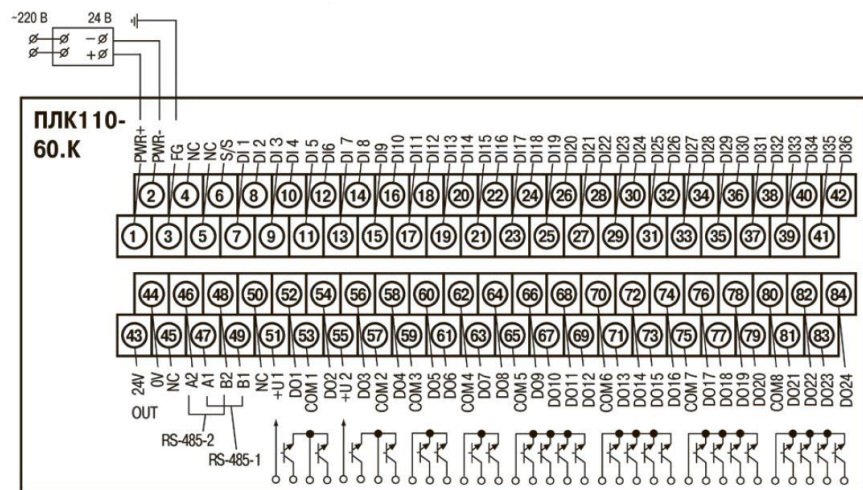 ~220 В 24 В
− +
ПЛК110-
60.К
PWR+ PWR- FG NC NC S/S DI 1 DI 2 DI 3 DI 4 DI 5 DI6 DI 7 DI 8 DI9 DI10 DI11 DI12 DI13 DI14 DI15 DI16 DI17 DI18 DI19 DI20 DI21 DI22 DI23 DI24 DI25 DI26 DI27 DI28 DI29 DI30 DI31 DI32 DI33 DI34 DI35 DI36
2 4 6 8 10 12 14 16 18 20 22 24 26 28 30 32 34 36 38 40 42
1 3 5 7 9 11 13 15 17 19 21 23 25 27 29 31 33 35 37 39 41
44 46 48 50 52 54 56 58 60 62 64 66 68 70 72 74 76 78 80 82 84
43 45 47 49 51 53 55 57 59 61 63 65 67 69 71 73 75 77 79 81 83
24V 0V NC A2 A1 B2 B1 NC +U1 DO1 COM1 DO2 +U2 DO3 COM2 DO4 COM3 DO5 DO6 COM4 DO7 DO8 COM5 DO9 DO10 DO11 DO12 COM6 DO13 DO14 DO15 DO16 COM7 DO17 DO18 DO19 DO20 COM8 DO21 DO22 DO23 DO24
OUT
RS-485-2
RS-485-1